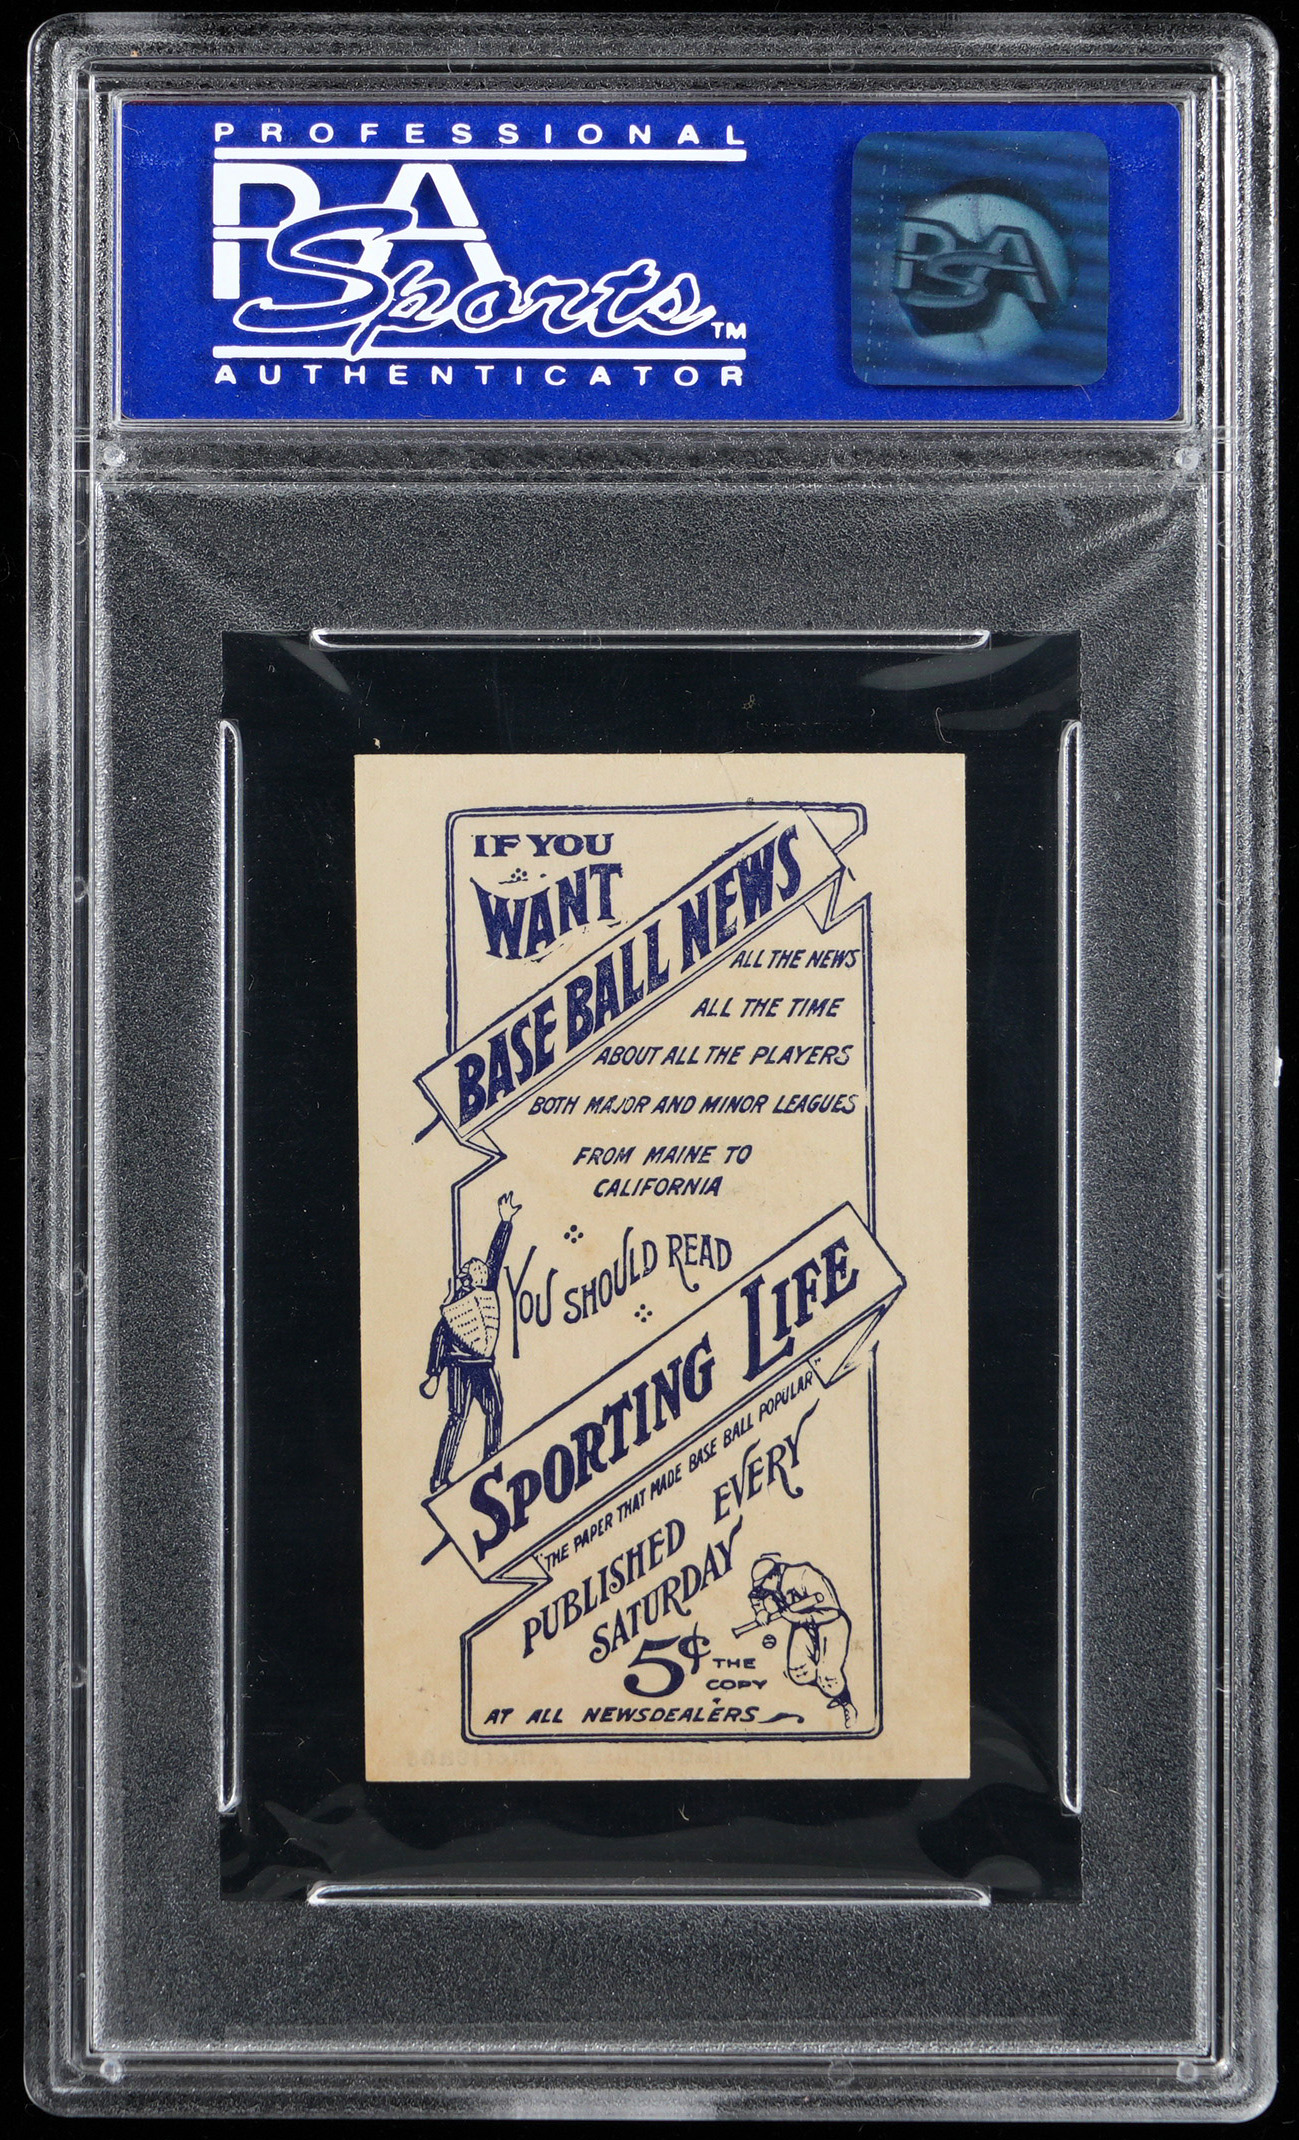 PROFESSIONAL
PSA
Sports™
AUTHENTICATOR
PSA
IF YOU
WANT
BASE BALL NEWS
ALL THE NEWS
ALL THE TIME
ABOUT ALL THE PLAYERS
BOTH MAJOR AND MINOR LEAGUES
FROM MAINE TO
CALIFORNIA
YOU SHOULD READ
SPORTING LIFE
"THE PAPER THAT MADE BASE BALL POPULAR"
PUBLISHED EVERY
SATURDAY
5¢ THE
COPY
AT ALL NEWSDEALERS